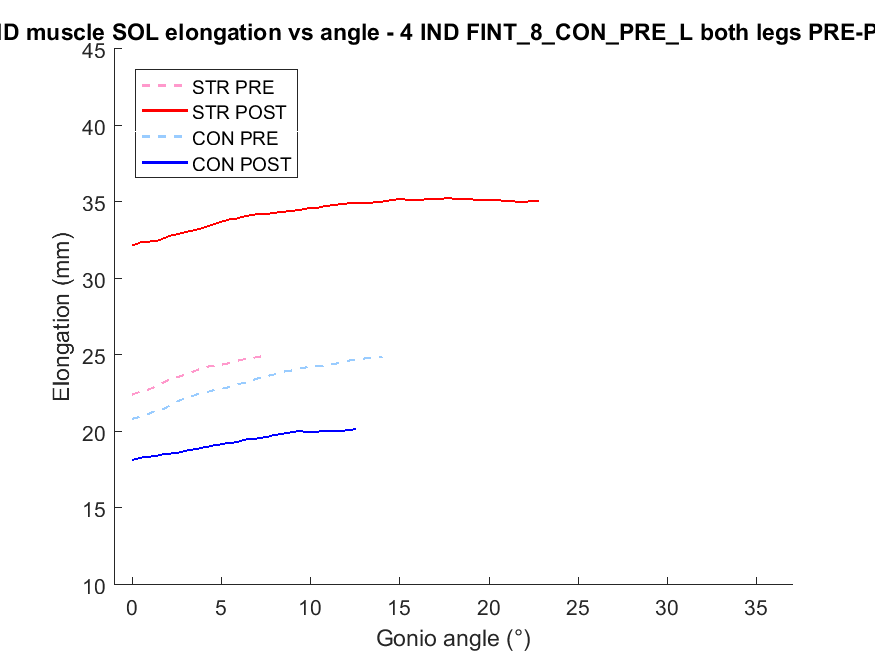 ND muscle SOL elongation vs angle - 4 IND FINT_8_CON_PRE_L both legs PRE-P
45
40
35
30
25
20
15
10
Elongation (mm)
STR PRE
STR POST
CON PRE
CON POST
0 5 10 15 20 25 30 35
Gonio angle (°)